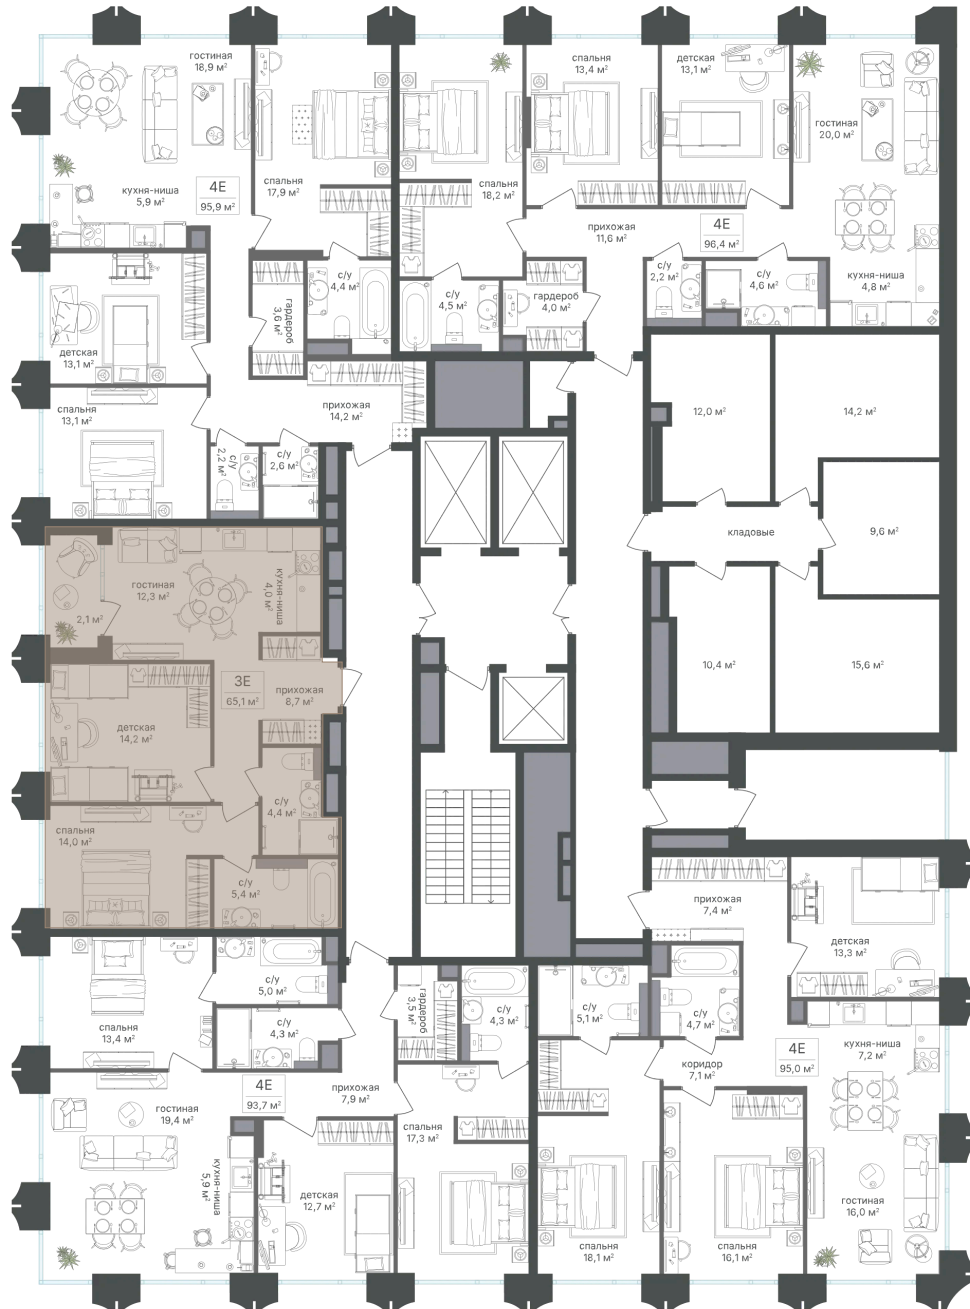 гостиная
18,9 м²
кухня-ниша
5,9 м²
4Е
95,9 м²
спальня
17,9 м²
с/у
4,4 м²
гардероб
3,6 м²
детская
13,1 м²
спальня
13,1 м²
прихожая
14,2 м²
с/у
2,2 м²
с/у
2,6 м²
спальня
18,2 м²
спальня
13,4 м²
детская
13,1 м²
гостиная
20,0 м²
прихожая
11,6 м²
4Е
96,4 м²
с/у
4,5 м²
гардероб
4,0 м²
с/у
2,2 м²
с/у
4,6 м²
кухня-ниша
4,8 м²
12,0 м²
14,2 м²
кладовые
9,6 м²
10,4 м²
15,6 м²
гостиная
12,3 м²
кухня-ниша
4,0 м²
2,1 м²
3Е
65,1 м²
прихожая
8,7 м²
детская
14,2 м²
с/у
4,4 м²
спальня
14,0 м²
с/у
5,4 м²
с/у
5,0 м²
спальня
13,4 м²
с/у
4,3 м²
гардероб
3,5 м²
с/у
4,3 м²
4Е
93,7 м²
прихожая
7,9 м²
гостиная
19,4 м²
кухня-ниша
5,9 м²
детская
12,7 м²
спальня
17,3 м²
прихожая
7,4 м²
детская
13,3 м²
с/у
5,1 м²
с/у
4,7 м²
коридор
7,1 м²
4Е
95,0 м²
кухня-ниша
7,2 м²
гостиная
16,0 м²
спальня
18,1 м²
спальня
16,1 м²